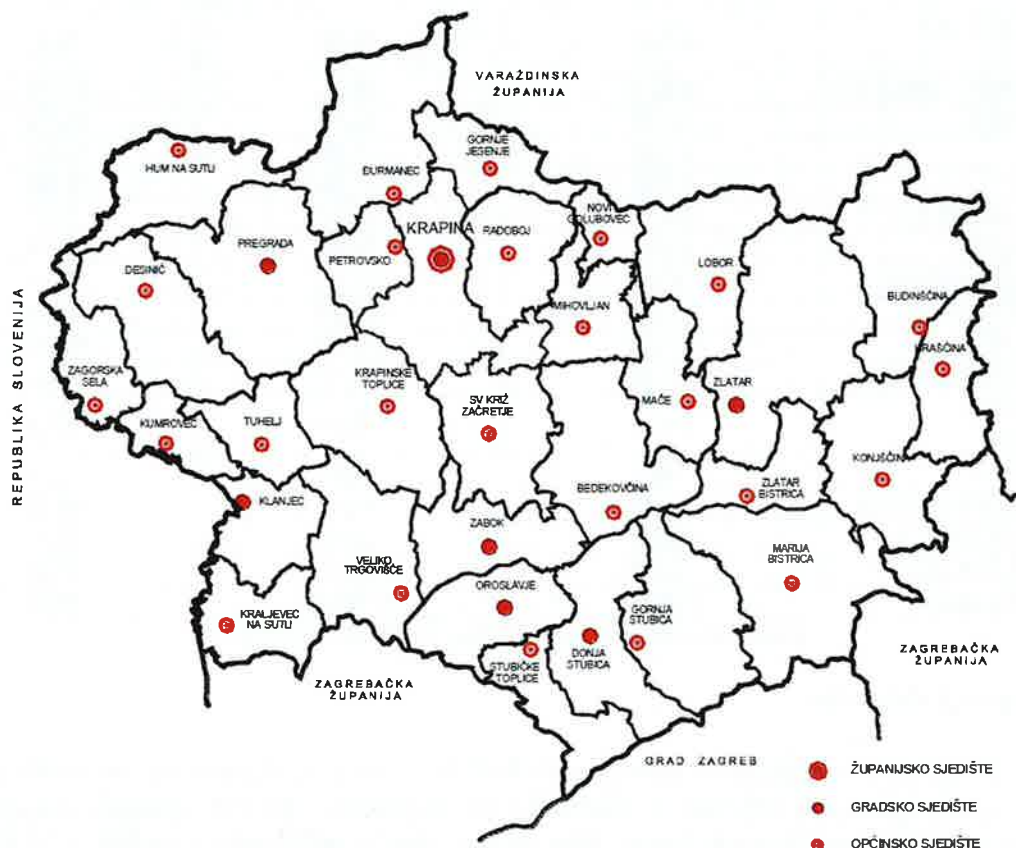 VARAŽDINSKA
ŽUPANIJA
GORNJE
JESENJE
HUM NA SUTLI
ĐURMANEC
NOVI
GOLUBOVEC
KRAPINA
RADOBOJ
PREGRADA
PETROVSKO
LOBOR
DESINIĆ
BUDINŠČINA
MIHOVLJAN
HRAŠĆINA
REPUBLIKA SLOVENIJA
ZAGORSKA
SELA
KRAPINSKE
TOPLICE
SV KRIŽ
ZAČRETJE
MAČE
ZLATAR
KUMROVEC
TUHELJ
KONJŠČINA
ZLATAR
BISTRICA
BEDEKOVČINA
KLANJEC
ZABOK
VELIKO
TRGOVIŠĆE
MARIJA
BISTRICA
OROSLAVJE
GORNJA
STUBICA
KRALJEVEC
NA SUTLI
DONJA
STUBICA
STUBIČKE
TOPLICE
ZAGREBAČKA
ŽUPANIJA
ZAGREBAČKA
ŽUPANIJA
GRAD ZAGREB
ŽUPANIJSKO SJEDIŠTE
GRADSKO SJEDIŠTE
OPĆINSKO SJEDIŠTE